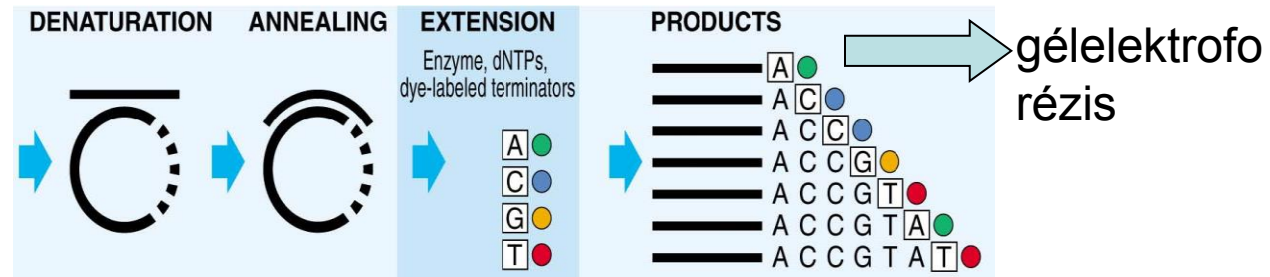 DENATURATION
ANNEALING
EXTENSION
Enzyme, dNTPs,
dye-labeled terminators
A
C
G
T
PRODUCTS
A
A C
A C C
A C C G
A C C G T
A C C G T A
A C C G T A T
gélelektrofo
rézis